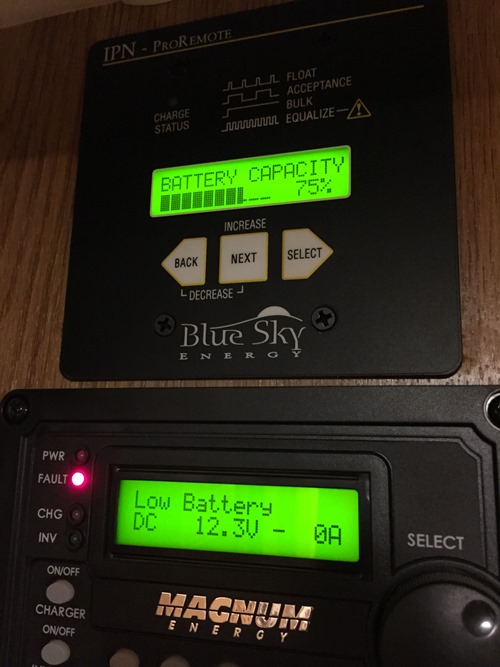 IPN - PROREMOTE
FLOAT
ACCEPTANCE
BULK
EQUALIZE
CHARGE
STATUS
BATTERY CAPACITY
75%
INCREASE
BACK
NEXT
SELECT
DECREASE
BLUE SKY
ENERGY
PWR
FAULT
CHG
INV
Low Battery
DC 12.3V - 0A
SELECT
ON/OFF
CHARGER
ON/OFF
MAGNUM
ENERGY